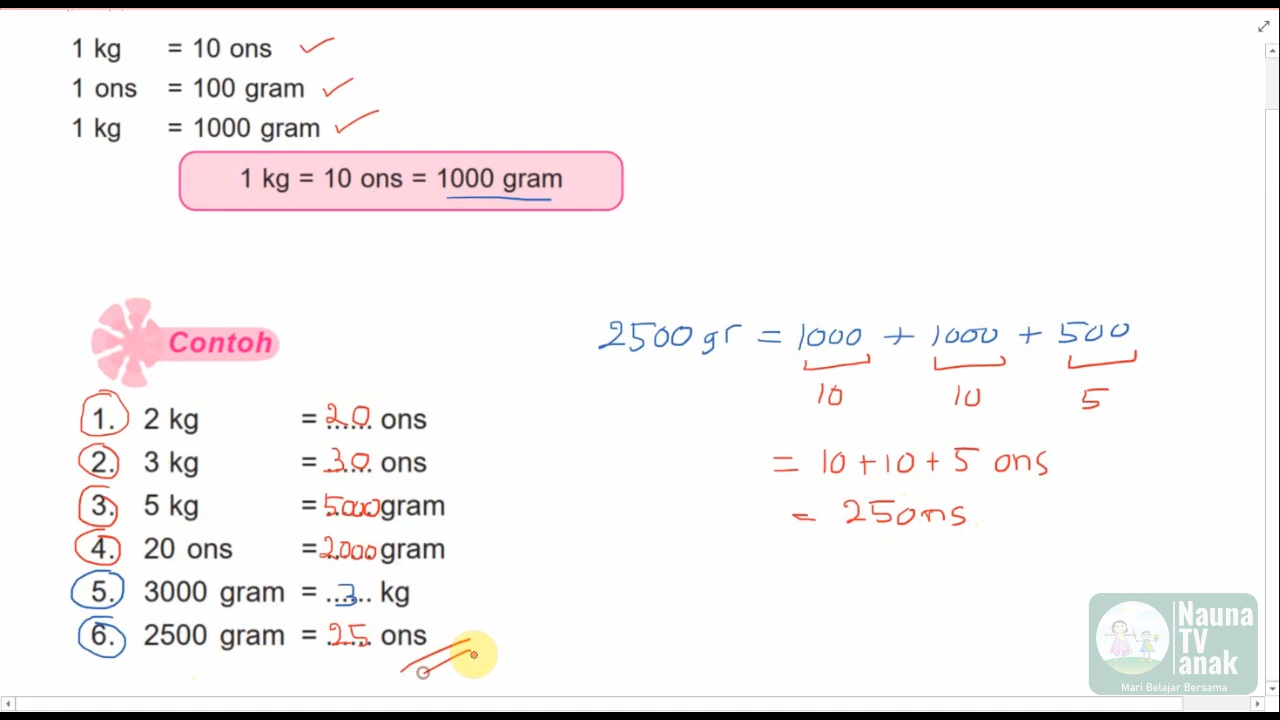 1 kg = 10 ons
1 ons = 100 gram
1 kg = 1000 gram
1 kg = 10 ons = 1000 gram
Contoh
1. 2 kg = 20 ons
2. 3 kg = 30 ons
3. 5 kg = 5000 gram
4. 20 ons = 2000 gram
5. 3000 gram = 3 kg
6. 2500 gram = 25 ons
2500 gr = 1000 + 1000 + 500
10 10 5
= 10 + 10 + 5 ons
= 25 ons
Nauna
TV
anak
Mari Belajar Bersama